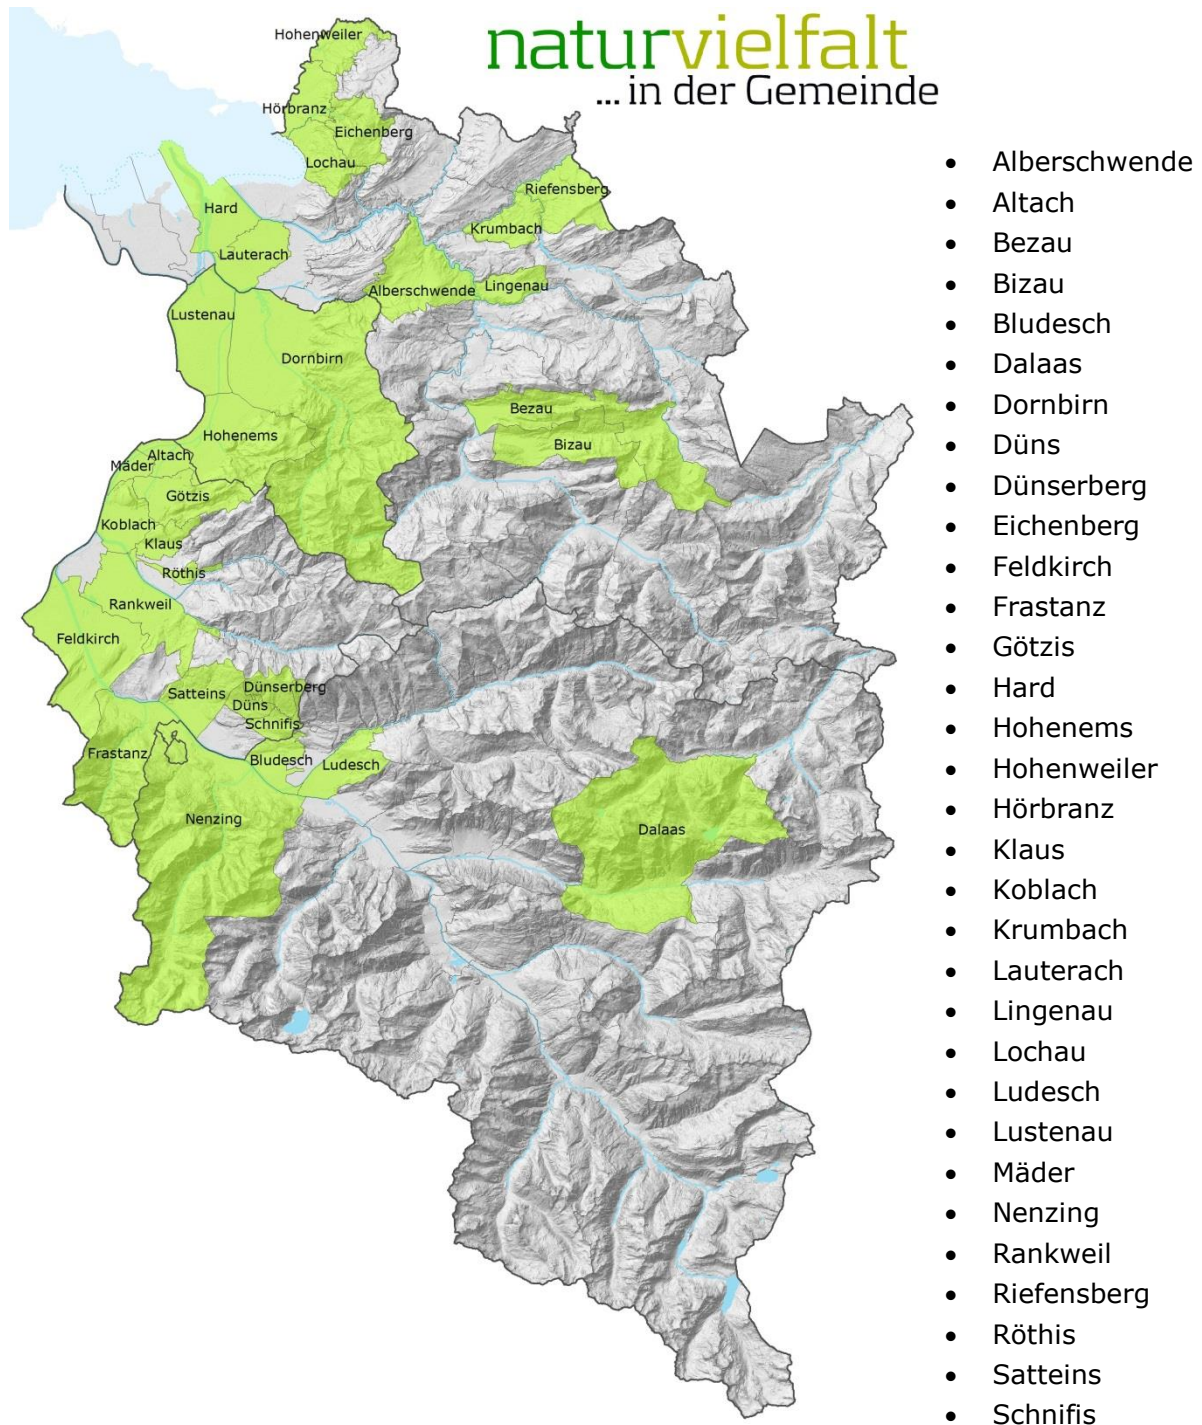 naturvielfalt
... in der Gemeinde
Hohenweiler
Hörbranz
Eichenberg
Lochau
Riefensberg
Hard
Krumbach
Lauterach
Lingenau
Alberschwende
Lustenau
Dornbirn
Bezau
Hohenems
Bizau
Altach
Mäder
Götzis
Koblach
Klaus
Röthis
Rankweil
Feldkirch
Dünserberg
Satteins
Düns
Schnifis
Frastanz
Bludesch
Ludesch
Nenzing
Dalaas
• Alberschwende
• Altach
• Bezau
• Bizau
• Bludesch
• Dalaas
• Dornbirn
• Düns
• Dünserberg
• Eichenberg
• Feldkirch
• Frastanz
• Götzis
• Hard
• Hohenems
• Hohenweiler
• Hörbranz
• Klaus
• Koblach
• Krumbach
• Lauterach
• Lingenau
• Lochau
• Ludesch
• Lustenau
• Mäder
• Nenzing
• Rankweil
• Riefensberg
• Röthis
• Satteins
• Schnifis